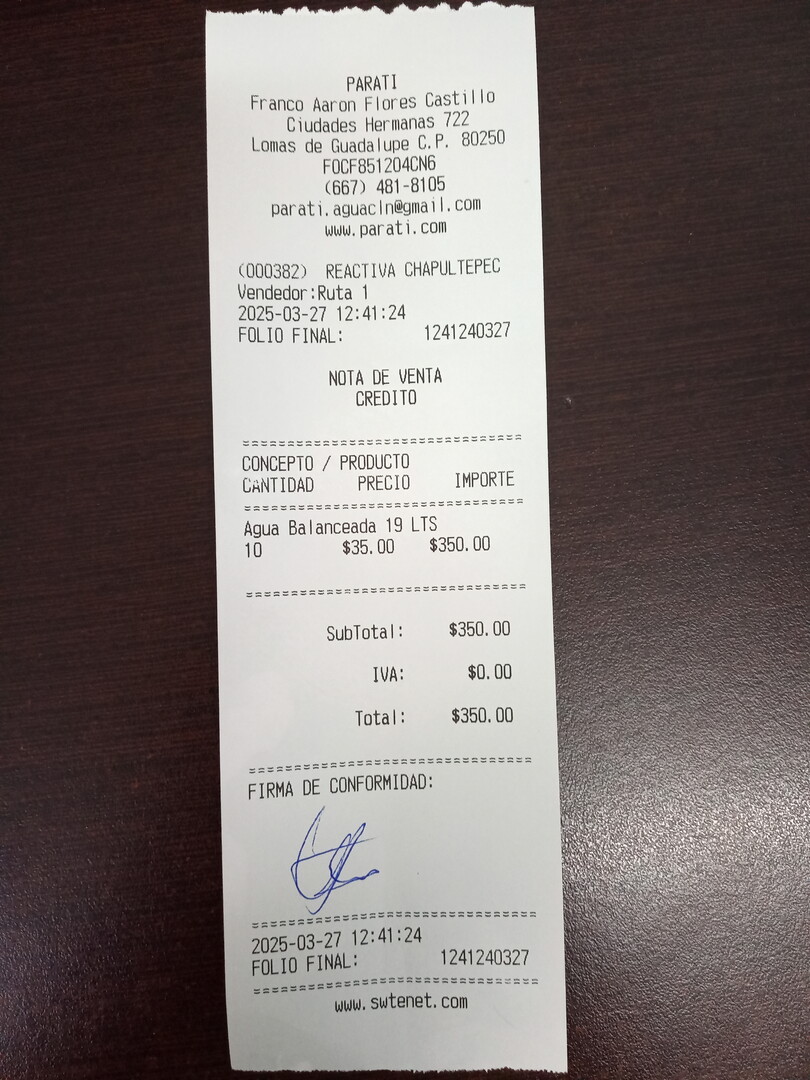 PARATI
Franco Aaron Flores Castillo
Ciudades Hermanas 722
Lomas de Guadalupe C.P. 80250
FOCF851204CN6
(667) 481-8105
parati.aguacln@gmail.com
www.parati.com
(000382) REACTIVA CHAPULTEPEC
Vendedor:Ruta 1
2025-03-27 12:41:24
FOLIO FINAL: 1241240327
NOTA DE VENTA
CREDITO
CONCEPTO / PRODUCTO
CANTIDAD PRECIO IMPORTE
Agua Balanceada 19 LTS
10 $35.00 $350.00
SubTotal: $350.00
IVA: $0.00
Total: $350.00
FIRMA DE CONFORMIDAD:
2025-03-27 12:41:24
FOLIO FINAL: 1241240327
www.swtenet.com